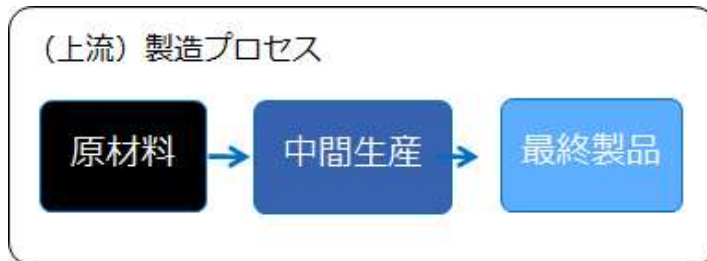 （上流）製造プロセス
原材料
中間生産
最終製品